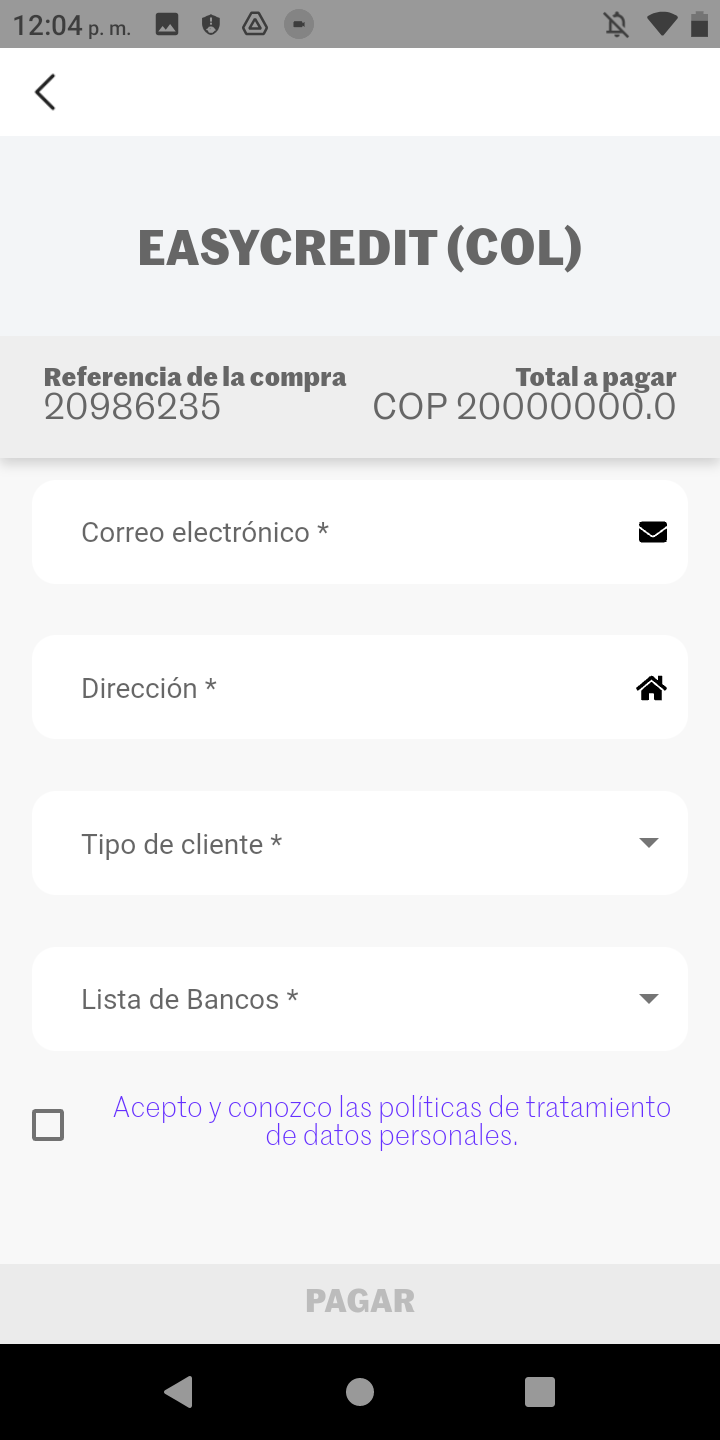 12:04 p. m.
EASYCREDIT (COL)
Referencia de la compra
20986235
Total a pagar
COP 20000000.0
Correo electrónico *
Dirección *
Tipo de cliente *
Lista de Bancos *
Acepto y conozco las políticas de tratamiento
de datos personales.
PAGAR